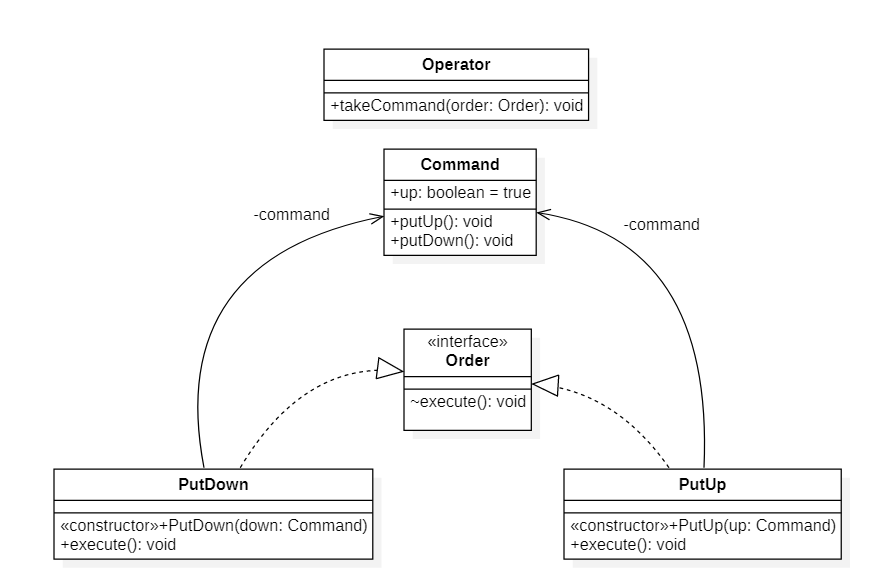 Operator
+takeCommand(order: Order): void
Command
+up: boolean = true
+putUp(): void
+putDown(): void
-command
-command
«interface»
Order
~execute(): void
PutDown
«constructor»+PutDown(down: Command)
+execute(): void
PutUp
«constructor»+PutUp(up: Command)
+execute(): void